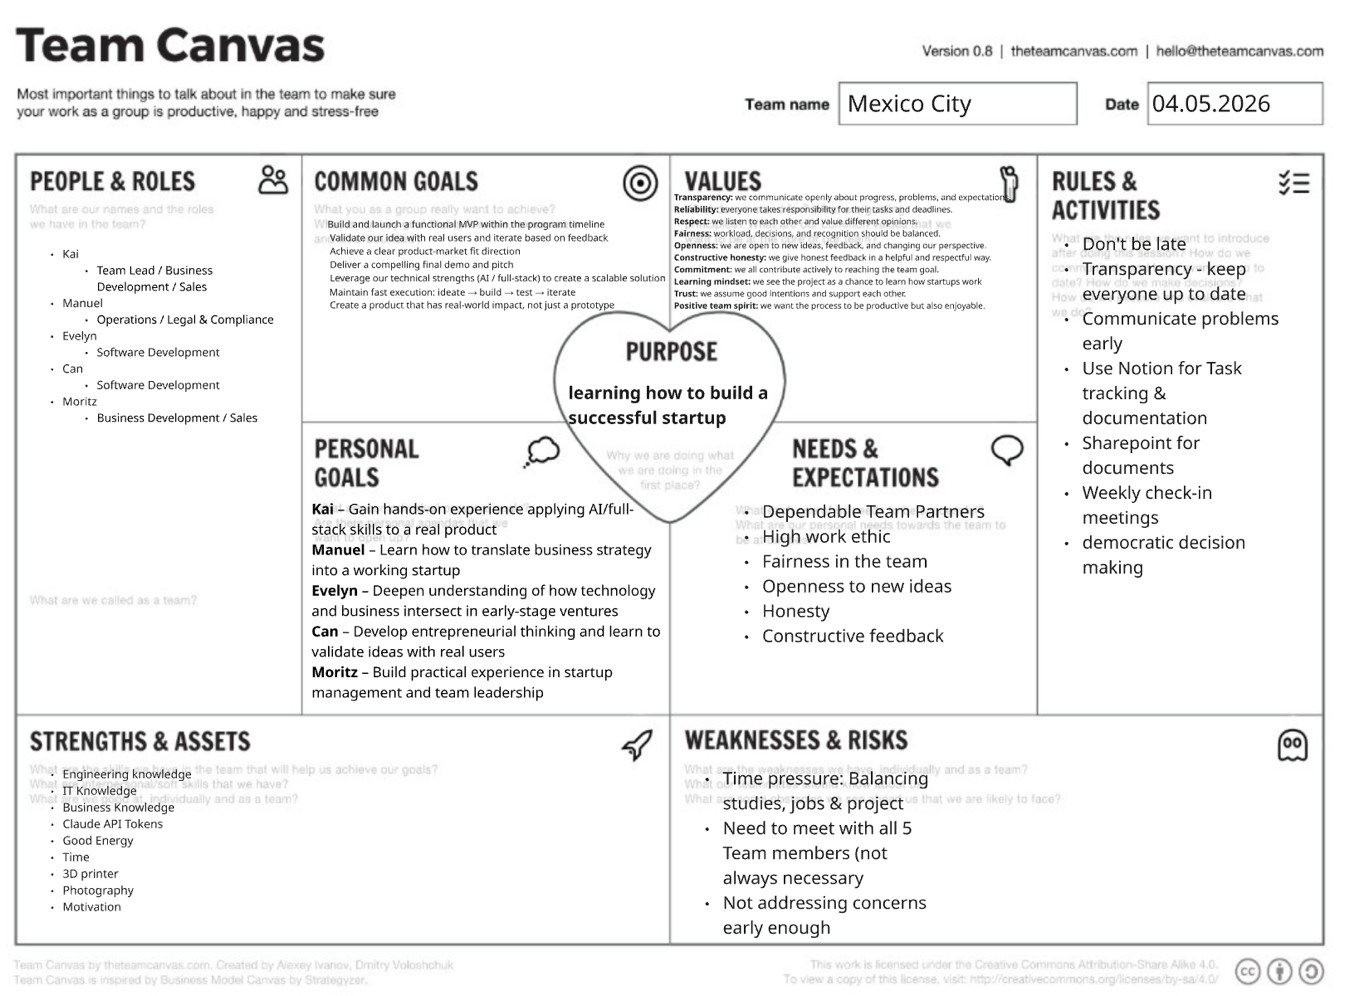 Team Canvas
Version 0.8 | theteamcanvas.com | hello@theteamcanvas.com
Most important things to talk about in the team to make sure
your work as a group is productive, happy and stress-free
Team name
Mexico City
Date
04.05.2026
PEOPLE & ROLES
What are our names and the roles
we have in the team?
• Kai
• Team Lead / Business
Development / Sales
• Manuel
• Operations / Legal & Compliance
• Evelyn
• Software Development
• Can
• Software Development
• Moritz
• Business Development / Sales
What are we called as a team?
COMMON GOALS
What you as a group really want to achieve?
Build and launch a functional MVP within the program timeline
Validate our idea with real users and iterate based on feedback
Achieve a clear product-market fit direction
Deliver a compelling final demo and pitch
Leverage our technical strengths (AI / full-stack) to create a scalable solution
Maintain fast execution: ideate → build → test → iterate
Create a product that has real-world impact, not just a prototype
VALUES
Transparency: we communicate openly about progress, problems, and expectations.
Reliability: everyone takes responsibility for their tasks and deadlines.
Respect: we listen to each other and value different opinions.
Fairness: workload, decisions, and recognition should be balanced.
Openness: we are open to new ideas, feedback, and changing our perspective.
Constructive honesty: we give honest feedback in a helpful and respectful way.
Commitment: we all contribute actively to reaching the team goal.
Learning mindset: we see the project as a chance to learn how startups work
Trust: we assume good intentions and support each other.
Positive team spirit: we want the process to be productive but also enjoyable.
PURPOSE
learning how to build a
successful startup
Why we are doing what
we are doing in the
first place?
PERSONAL
GOALS
Kai – Gain hands-on experience applying AI/full-
stack skills to a real product
Manuel – Learn how to translate business strategy
into a working startup
Evelyn – Deepen understanding of how technology
and business intersect in early-stage ventures
Can – Develop entrepreneurial thinking and learn to
validate ideas with real users
Moritz – Build practical experience in startup
management and team leadership
NEEDS &
EXPECTATIONS
What are our personal needs towards the team to
• Dependable Team Partners
• High work ethic
• Fairness in the team
• Openness to new ideas
• Honesty
• Constructive feedback
RULES &
ACTIVITIES
• Don't be late
• Transparency - keep
everyone up to date
• Communicate problems
early
• Use Notion for Task
tracking &
documentation
• Sharepoint for
documents
• Weekly check-in
meetings
• democratic decision
making
STRENGTHS & ASSETS
• Engineering knowledge
• IT Knowledge
• Business Knowledge
• Claude API Tokens
• Good Energy
• Time
• 3D printer
• Photography
• Motivation
WEAKNESSES & RISKS
• Time pressure: Balancing
studies, jobs & project
• Need to meet with all 5
Team members (not
always necessary
• Not addressing concerns
early enough
Team Canvas by theteamcanvas.com. Created by Alexey Ivanov, Dmitry Voloshchuk
Team Canvas is inspired by Business Model Canvas by Strategyzer.
This work is licensed under the Creative Commons Attribution-Share Alike 4.0.
To view a copy of this license, visit: http://creativecommons.org/licenses/by-sa/4.0/